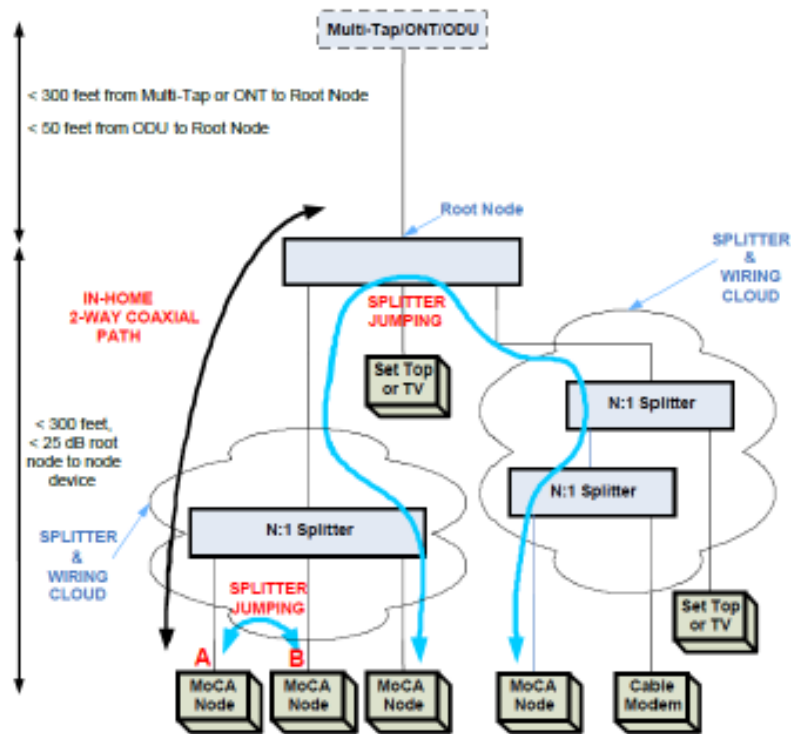 Multi-Tap/ONT/ODU
< 300 feet from Multi-Tap or ONT to Root Node
< 50 feet from ODU to Root Node
Root Node
SPLITTER
&
WIRING
CLOUD
IN-HOME
2-WAY COAXIAL
PATH
SPLITTER
JUMPING
Set Top
or TV
N:1 Splitter
< 300 feet,
< 25 dB root
node to node
device
N:1 Splitter
N:1 Splitter
SPLITTER
&
WIRING
CLOUD
SPLITTER
JUMPING
Set Top
or TV
A
B
MoCA
Node
MoCA
Node
MoCA
Node
MoCA
Node
Cable
Modem